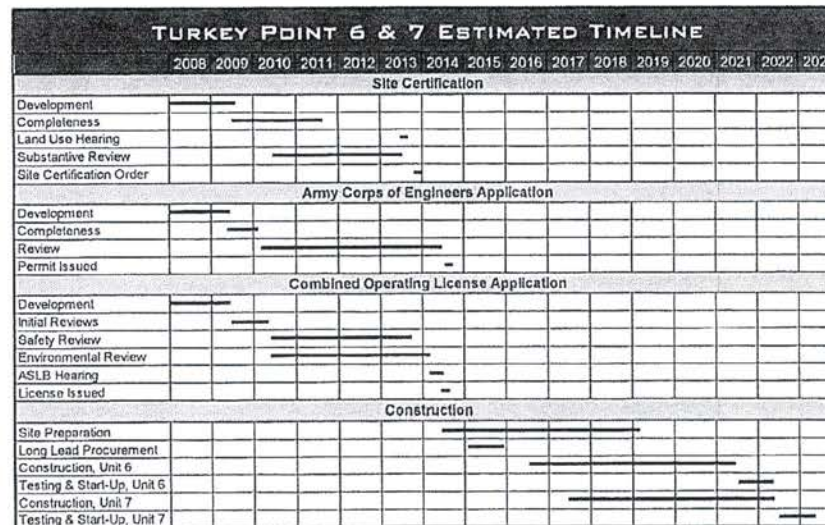 TURKEY POINT 6 & 7 ESTIMATED TIMELINE
2008 2009 2010 2011 2012 2013 2014 2015 2016 2017 2018 2019 2020 2021 2022 202
Site Certification
Development
Completeness
Land Use Hearing
Substantive Review
Site Certification Order
Army Corps of Engineers Application
Development
Completeness
Review
Permit Issued
Combined Operating License Application
Development
Initial Reviews
Safety Review
Environmental Review
ASLB Hearing
License Issued
Construction
Site Preparation
Long Lead Procurement
Construction, Unit 6
Testing & Start-Up, Unit 6
Construction, Unit 7
Testing & Start-Up, Unit 7